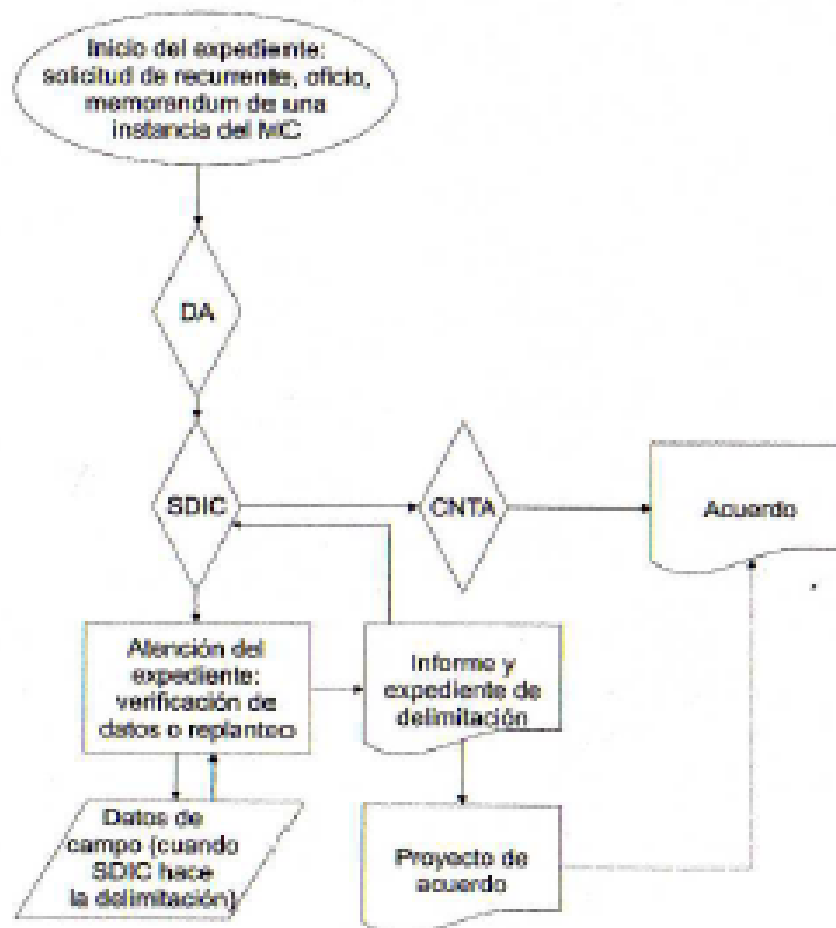 Inicio del expediente:
solicitud de recurrente, oficio,
memorandum de una
instancia del MC
DA
SDIC
CNTA
Acuerdo
Atención del
expediente:
verificación de
datos o replanteo
Informe y
expediente de
delimitación
Datos de
campo (cuando
SDIC hace
la delimitación)
Proyecto de
acuerdo